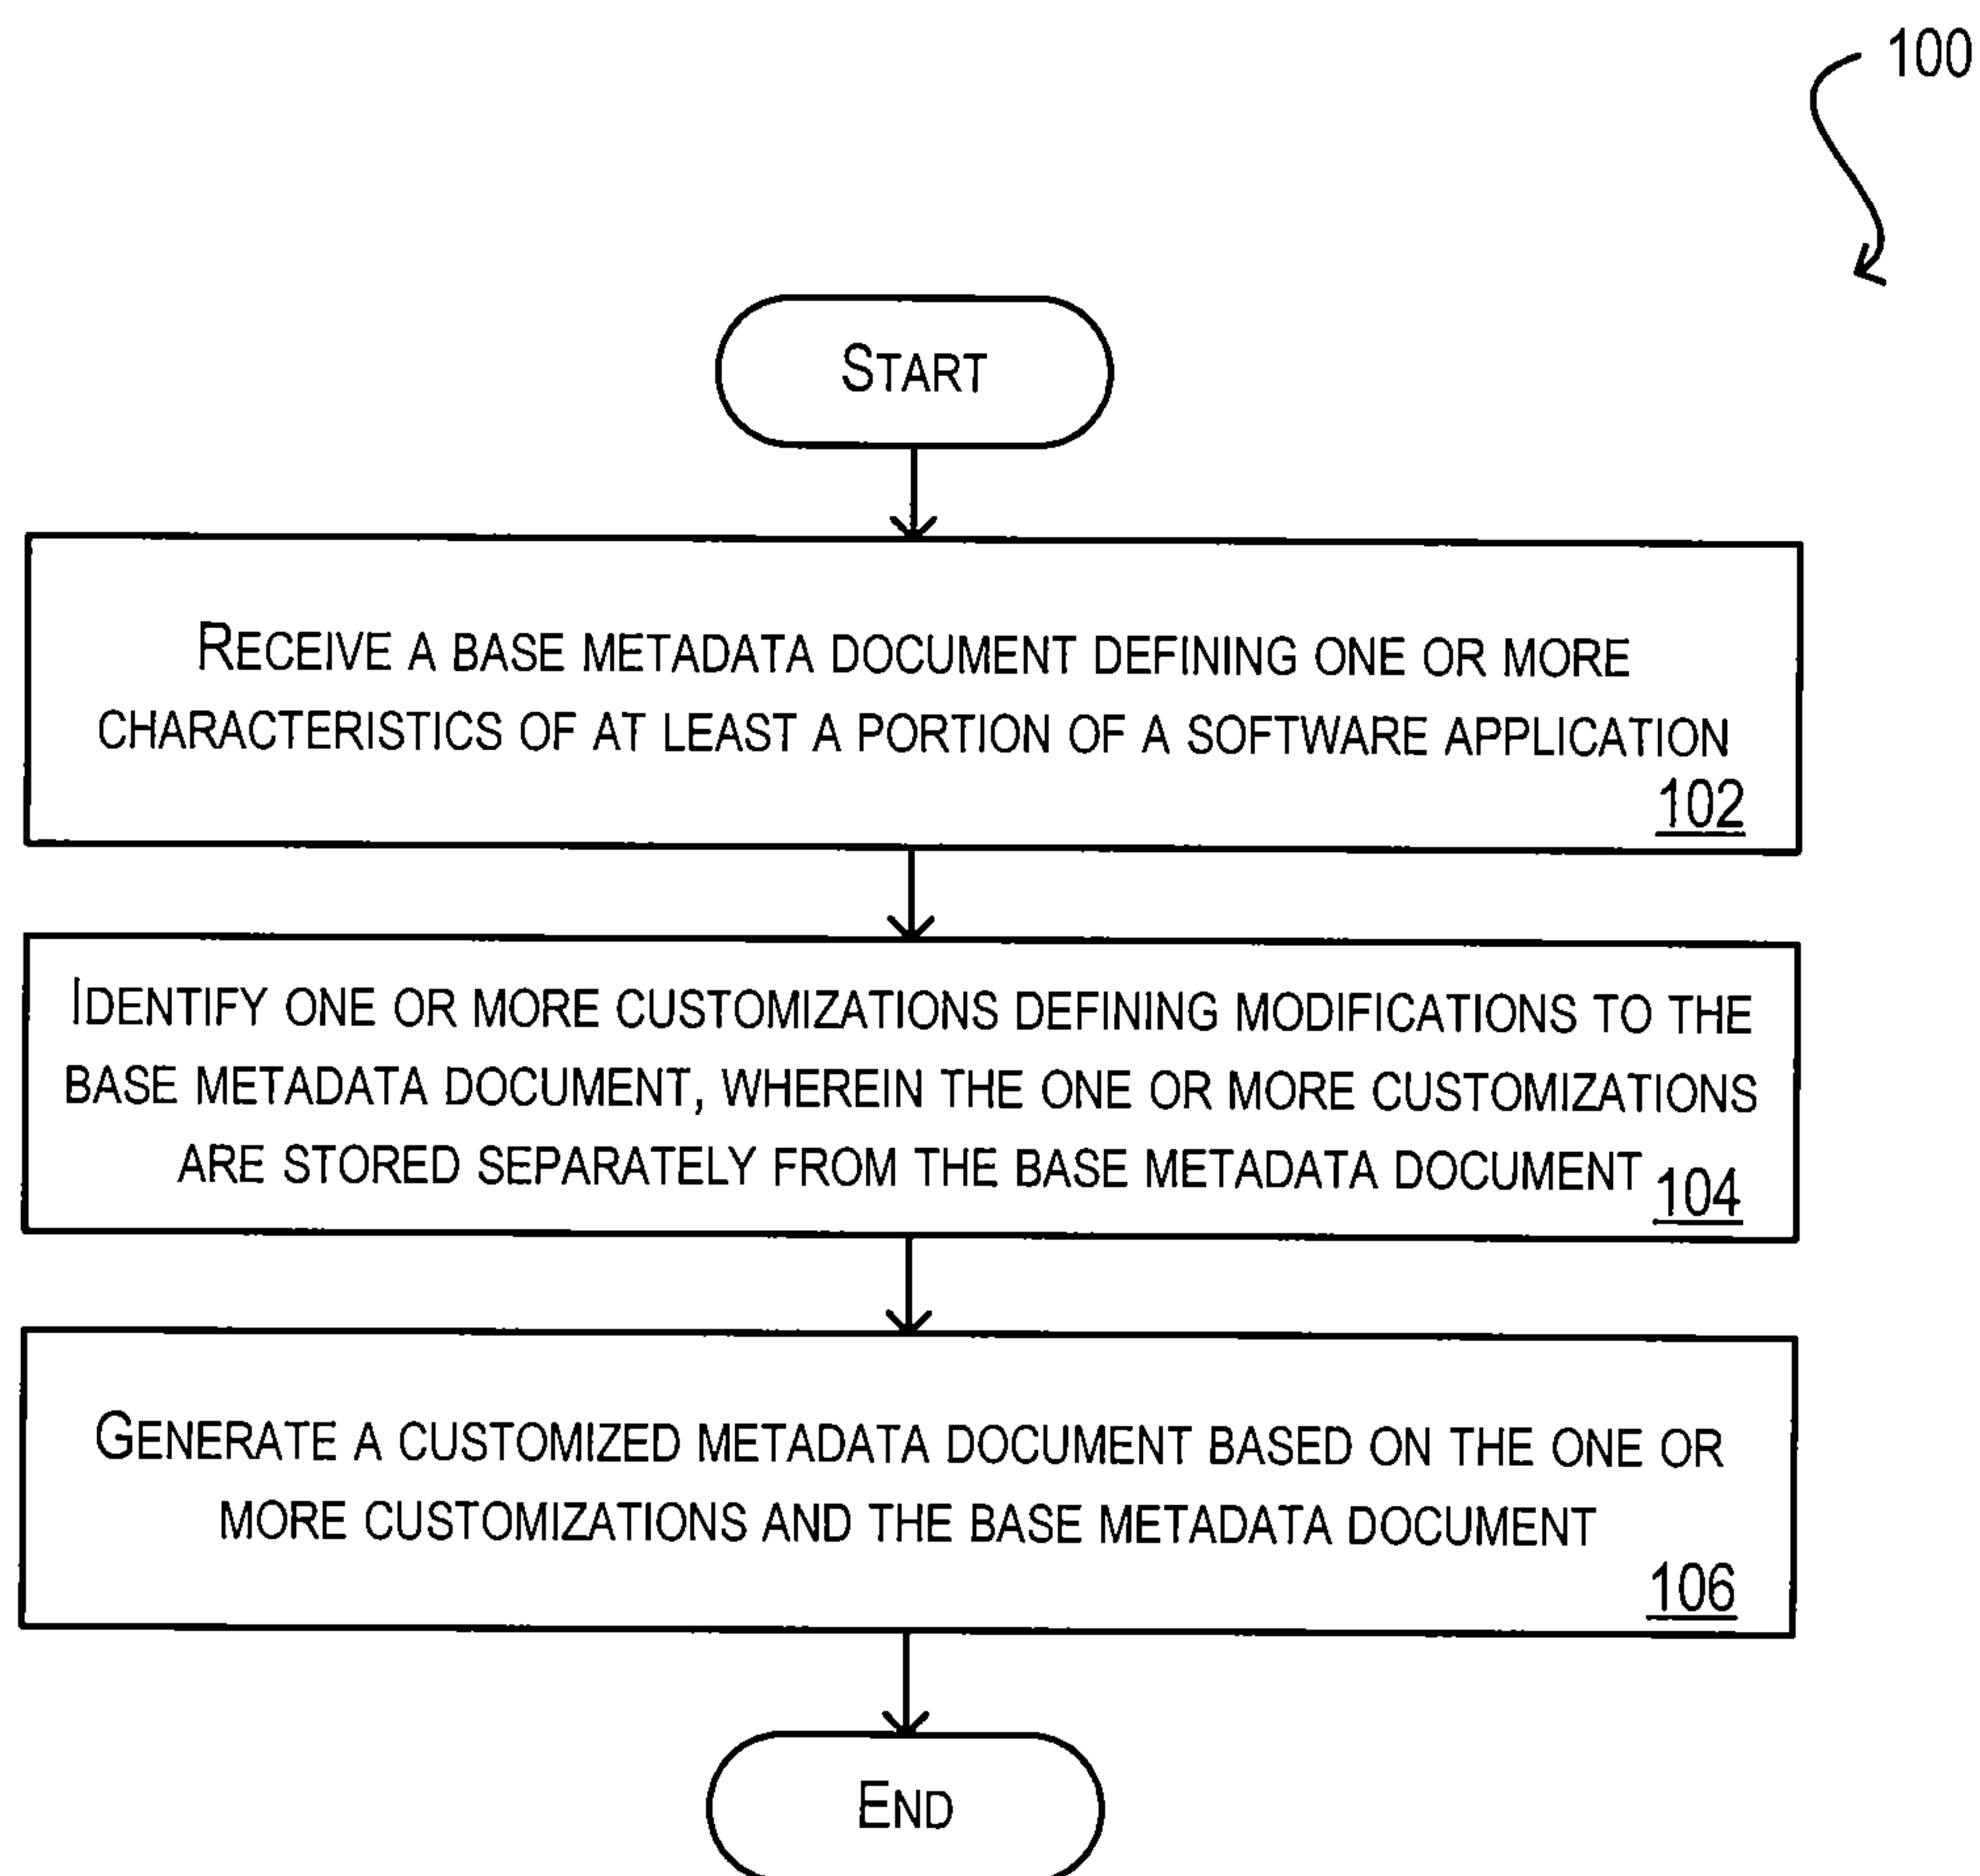 100
START
RECEIVE A BASE METADATA DOCUMENT DEFINING ONE OR MORE
CHARACTERISTICS OF AT LEAST A PORTION OF A SOFTWARE APPLICATION
102
IDENTIFY ONE OR MORE CUSTOMIZATIONS DEFINING MODIFICATIONS TO THE
BASE METADATA DOCUMENT, WHEREIN THE ONE OR MORE CUSTOMIZATIONS
ARE STORED SEPARATELY FROM THE BASE METADATA DOCUMENT
104
GENERATE A CUSTOMIZED METADATA DOCUMENT BASED ON THE ONE OR
MORE CUSTOMIZATIONS AND THE BASE METADATA DOCUMENT
106
END